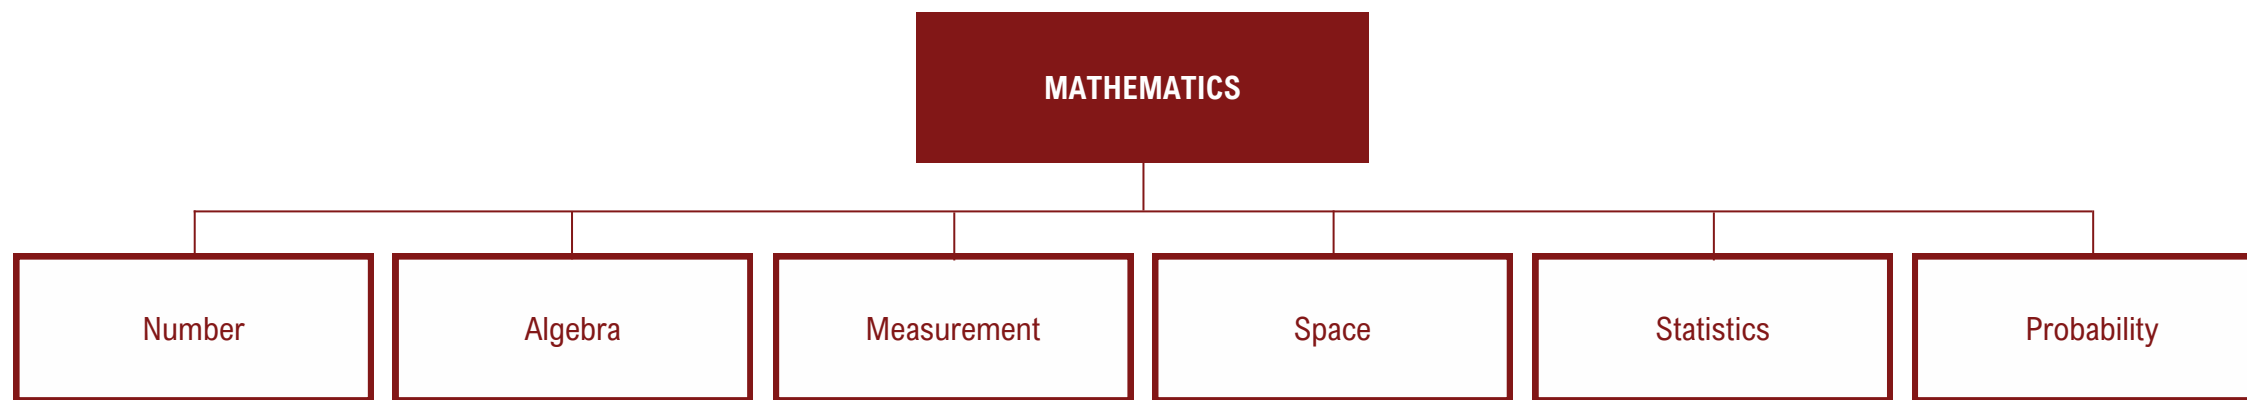 MATHEMATICS
Number
Algebra
Measurement
Space
Statistics
Probability